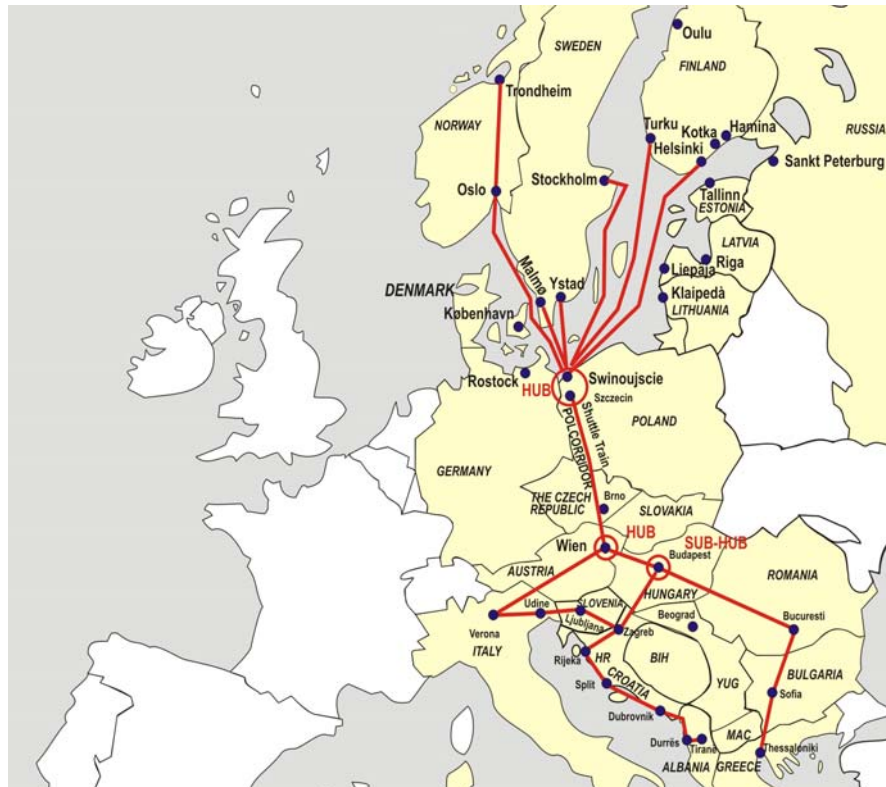 Oulu
SWEDEN
FINLAND
Trondheim
NORWAY
Turku
Kotka
Hamina
RUSSIA
Helsinki
Sankt Peterburg
Stockholm
Oslo
Tallinn
ESTONIA
LATVIA
Riga
Liepaja
Malmø
Ystad
DENMARK
Klaipedà
LITHUANIA
København
Rostock
HUB
Swinoujscie
Szczecin
POLAND
Shuttle Train
POLCORRIDOR
GERMANY
THE CZECH
REPUBLIC
Brno
SLOVAKIA
Wien
HUB
SUB-HUB
Budapest
AUSTRIA
ROMANIA
HUNGARY
SLOVENIA
Udine
Ljubljana
Beograd
Bucuresti
Verona
Zagreb
ITALY
Rijeka
HR
BIH
BULGARIA
CROATIA
YUG
Split
Sofia
Dubrovnik
MAC
Durrës
Tirane
Thessaloniki
ALBANIA
GREECE